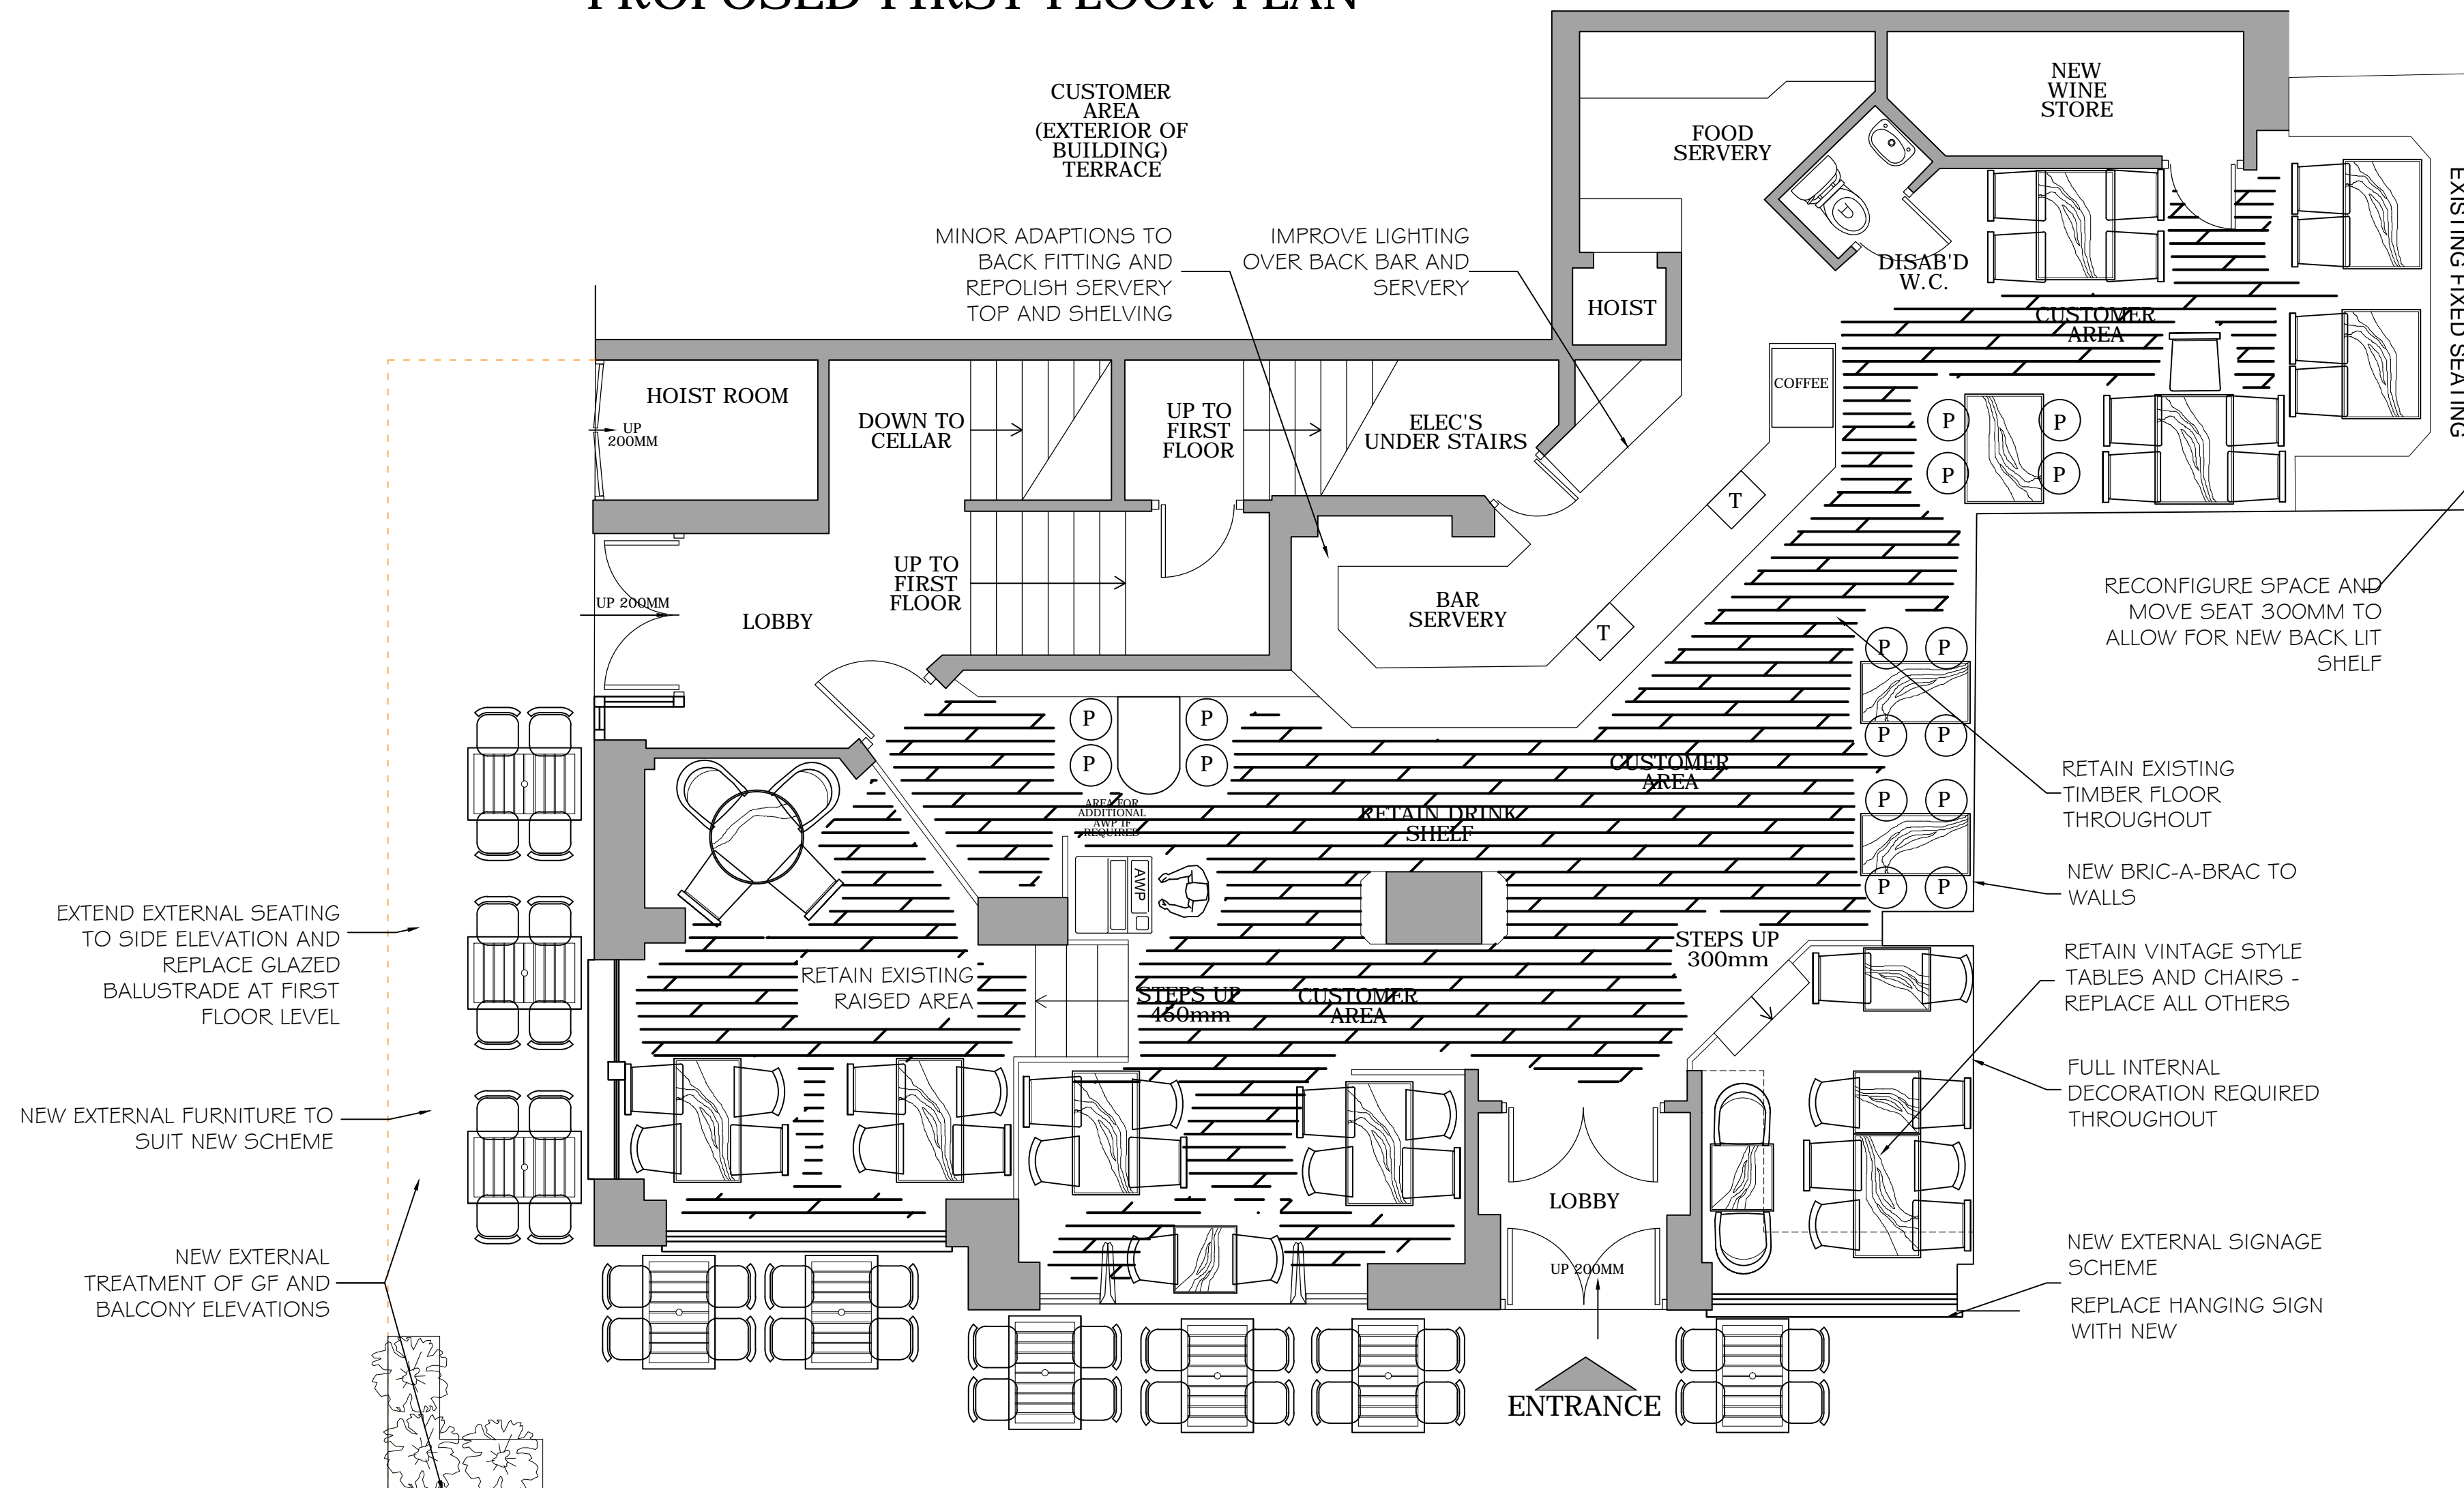 PROPOSED FIRST FLOOR PLAN
CUSTOMER
AREA
(EXTERIOR OF
BUILDING)
TERRACE
NEW
WINE
STORE
FOOD
SERVERY
MINOR ADAPTIONS TO
BACK FITTING AND
REPOLISH SERVERY
TOP AND SHELVING
IMPROVE LIGHTING
OVER BACK BAR AND
SERVERY
HOIST
DISAB'D
W.C.
CUSTOMER
AREA
EXISTING FIXED SEATING
HOIST ROOM
UP
200MM
DOWN TO
CELLAR
UP TO
FIRST
FLOOR
ELEC'S
UNDER STAIRS
COFFEE
P
P
P
P
T
T
UP TO
FIRST
FLOOR
UP 200MM
LOBBY
BAR
SERVERY
RECONFIGURE SPACE AND
MOVE SEAT 300MM TO
ALLOW FOR NEW BACK LIT
SHELF
P
P
P
P
P
P
P
P
P
P
P
P
CUSTOMER
AREA
RETAIN EXISTING
TIMBER FLOOR
THROUGHOUT
AREA FOR
ADDITIONAL
AWP IF
REQUIRED
RETAIN DRINK
SHELF
AWP
NEW BRIC-A-BRAC TO
WALLS
EXTEND EXTERNAL SEATING
TO SIDE ELEVATION AND
REPLACE GLAZED
BALUSTRADE AT FIRST
FLOOR LEVEL
RETAIN EXISTING
RAISED AREA
STEPS UP
450mm
CUSTOMER
AREA
STEPS UP
300mm
RETAIN VINTAGE STYLE
TABLES AND CHAIRS -
REPLACE ALL OTHERS
NEW EXTERNAL FURNITURE TO
SUIT NEW SCHEME
FULL INTERNAL
DECORATION REQUIRED
THROUGHOUT
LOBBY
NEW EXTERNAL
TREATMENT OF GF AND
BALCONY ELEVATIONS
UP 200MM
NEW EXTERNAL SIGNAGE
SCHEME
REPLACE HANGING SIGN
WITH NEW
ENTRANCE